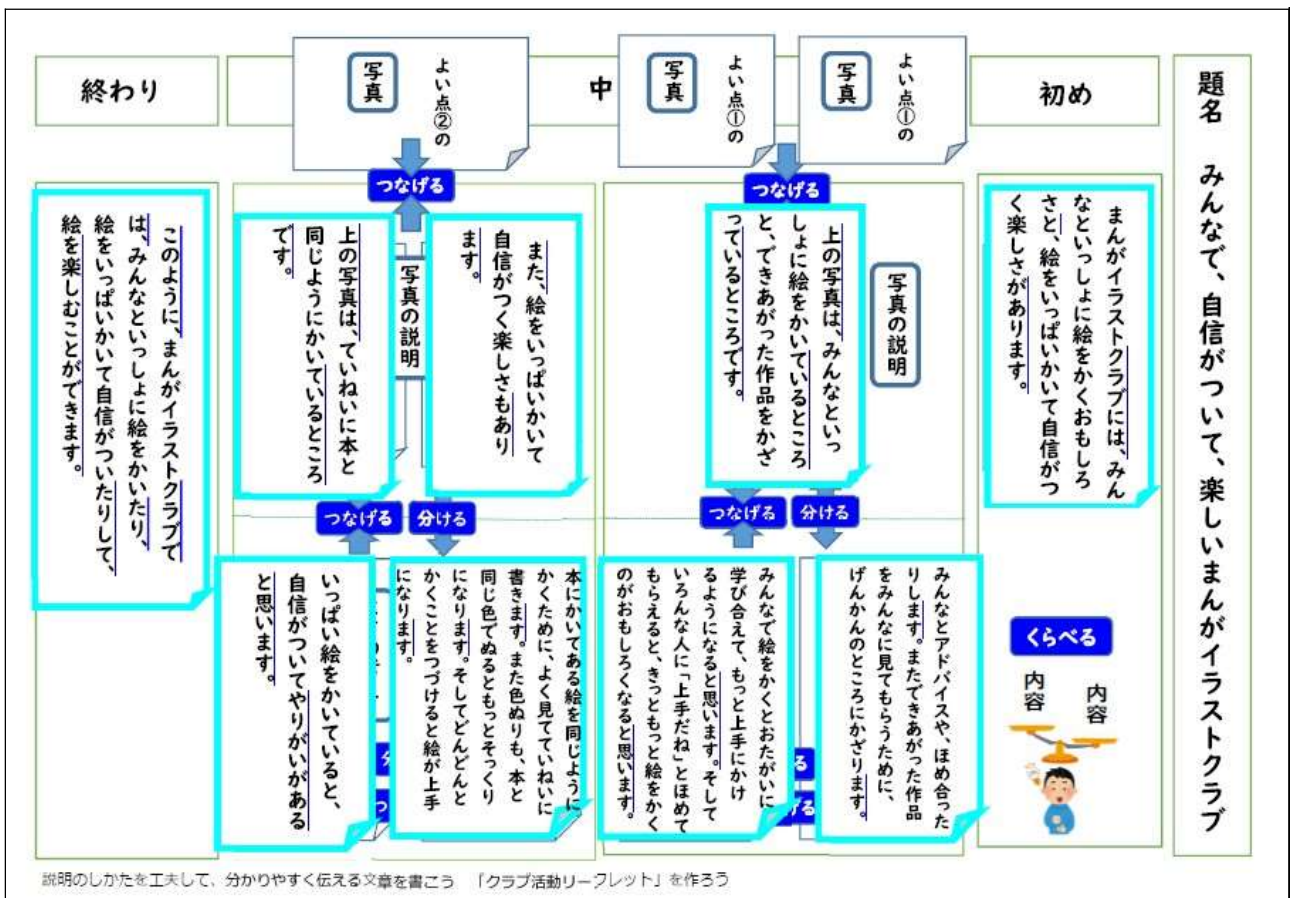 題名　みんなで、自信がついて、楽しいまんがイラストクラブ
初め
まんがイラストクラブには、みん
なといっしょに絵をかくおもしろ
さと、絵をいっぱいかいて自信がつ
く楽しさがあります。
くらべる
内容
内容
中
よい点①の
写真
よい点①の
写真
つなげる
写真の説明
上の写真は、みんなといっ
しょに絵をかいているところ
と、できあがった作品をかざ
っているところです。
分ける
つなげる
みんなとアドバイスや、ほめ合った
りします。またできあがった作品
をみんなに見てもらうために、
げんかんのところにかざります。
みんなで絵をかくとおたがいに
学び合えて、もっと上手にかけ
るようになると思います。そして
いろんな人に「上手だね」とほめて
もらえると、きっともっと絵をかく
のがおもしろくなると思います。
よい点②の
写真
つなげる
また、絵をいっぱいかいて
自信がつく楽しさもあり
ます。
写真の説明
上の写真は、ていねいに本と
同じようにかいているところ
です。
分ける
つなげる
本にかいてある絵を同じように
かくために、よく見てていねいに
書きます。また色ぬりも、本と
同じ色でぬるともっとそっくり
になります。そしてどんどんと
かくことをつづけると絵が上手
になります。
いっぱい絵をかいていると、
自信がついてやりがいがある
と思います。
終わり
このように、まんがイラストクラブで
は、みんなといっしょに絵をかいたり、
絵をいっぱいかいて自信がついたりして、
絵を楽しむことができます。
説明のしかたを工夫して、分かりやすく伝える文章を書こう　「クラブ活動リーフレット」を作ろう